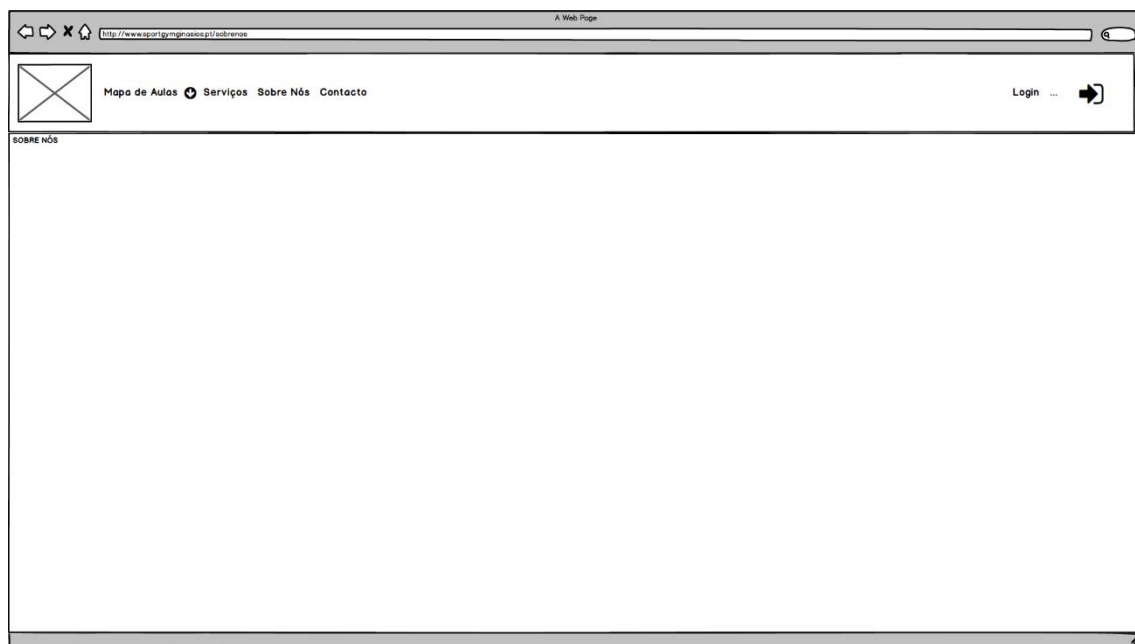 A Web Page
http://www.sportgymginasios.pt/sobrenos
Mapa de Aulas Serviços Sobre Nós Contacto Login ...
SOBRE NÓS